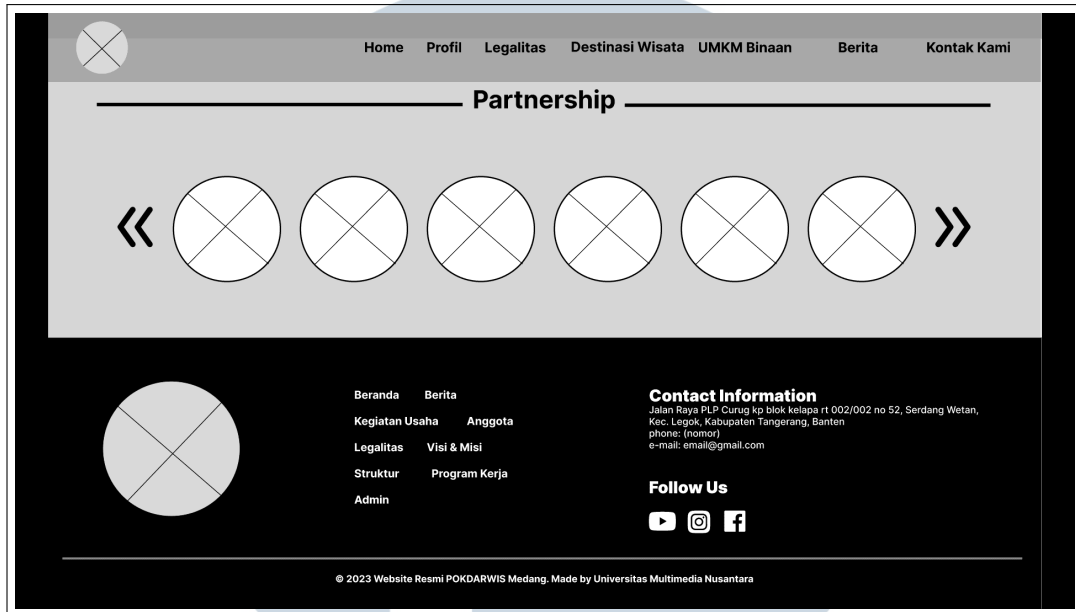 Home Profil Legalitas Destinasi Wisata UMKM Binaan Berita Kontak Kami
Partnership
Beranda Berita
Kegiatan Usaha Anggota
Legalitas Visi & Misi
Struktur Program Kerja
Admin
Contact Information
Jalan Raya PLP Curug kp blok kelapa rt 002/002 no 52, Serdang Wetan,
Kec. Legok, Kabupaten Tangerang, Banten
phone: (nomor)
e-mail: email@gmail.com
Follow Us
© 2023 Website Resmi POKDARWIS Medang. Made by Universitas Multimedia Nusantara